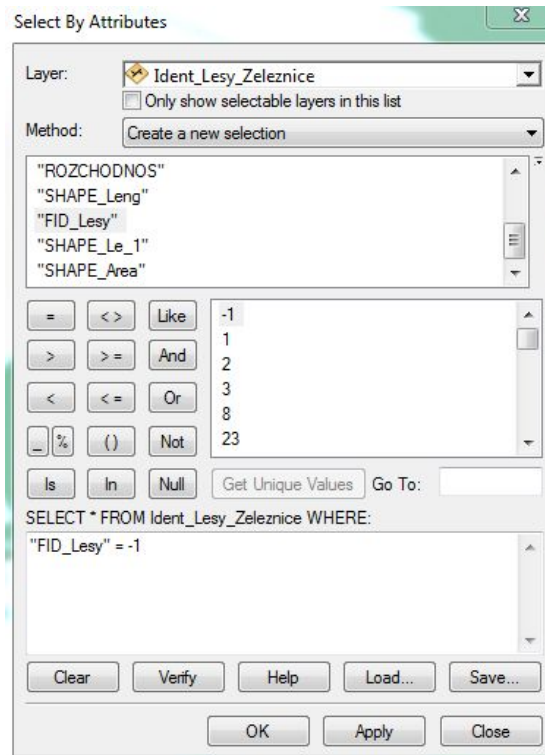 Select By Attributes
Layer: Ident_Lesy_Zeleznice
Only show selectable layers in this list
Method: Create a new selection
"ROZCHODNOS"
"SHAPE_Leng"
"FID_Lesy"
"SHAPE_Le_1"
"SHAPE_Area"
= < > Like
> > = And
< < = Or
_ % ( ) Not
Is In Null
-1
1
2
3
8
23
Get Unique Values Go To:
SELECT * FROM Ident_Lesy_Zeleznice WHERE:
"FID_Lesy" = -1
Clear Verify Help Load... Save...
OK Apply Close